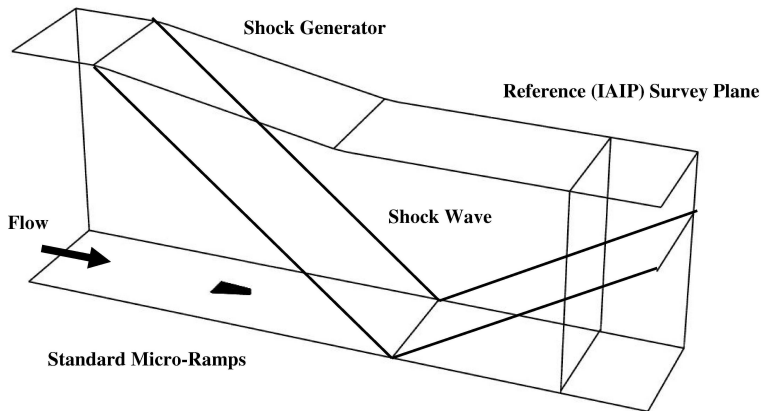 Shock Generator
Reference (IAIP) Survey Plane
Shock Wave
Flow
Standard Micro-Ramps